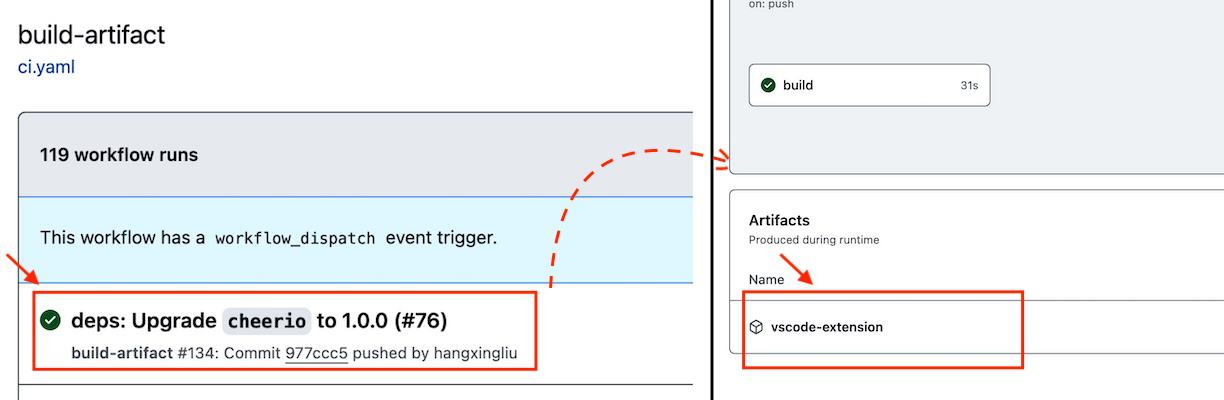 build-artifact
ci.yaml
119 workflow runs
This workflow has a workflow_dispatch event trigger.
deps: Upgrade cheerio to 1.0.0 (#76)
build-artifact #134: Commit 977ccc5 pushed by hangxingliu
on: push
build 31s
Artifacts
Produced during runtime
Name
vscode-extension